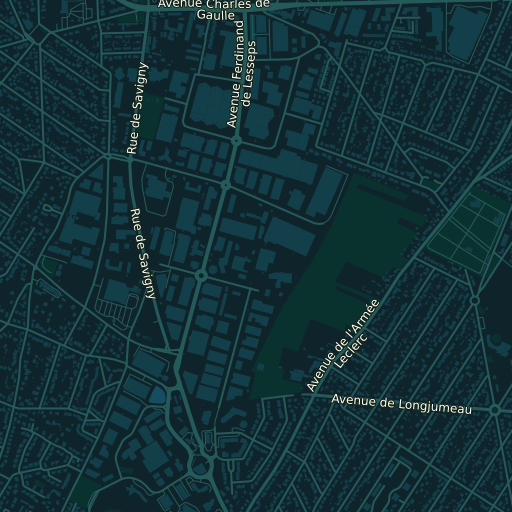 Avenue Charles de
Gaulle
Avenue Ferdinand
de Lesseps
Rue de Savigny
Rue de Savigny
Avenue de l'Armée
Leclerc
Avenue de Longjumeau